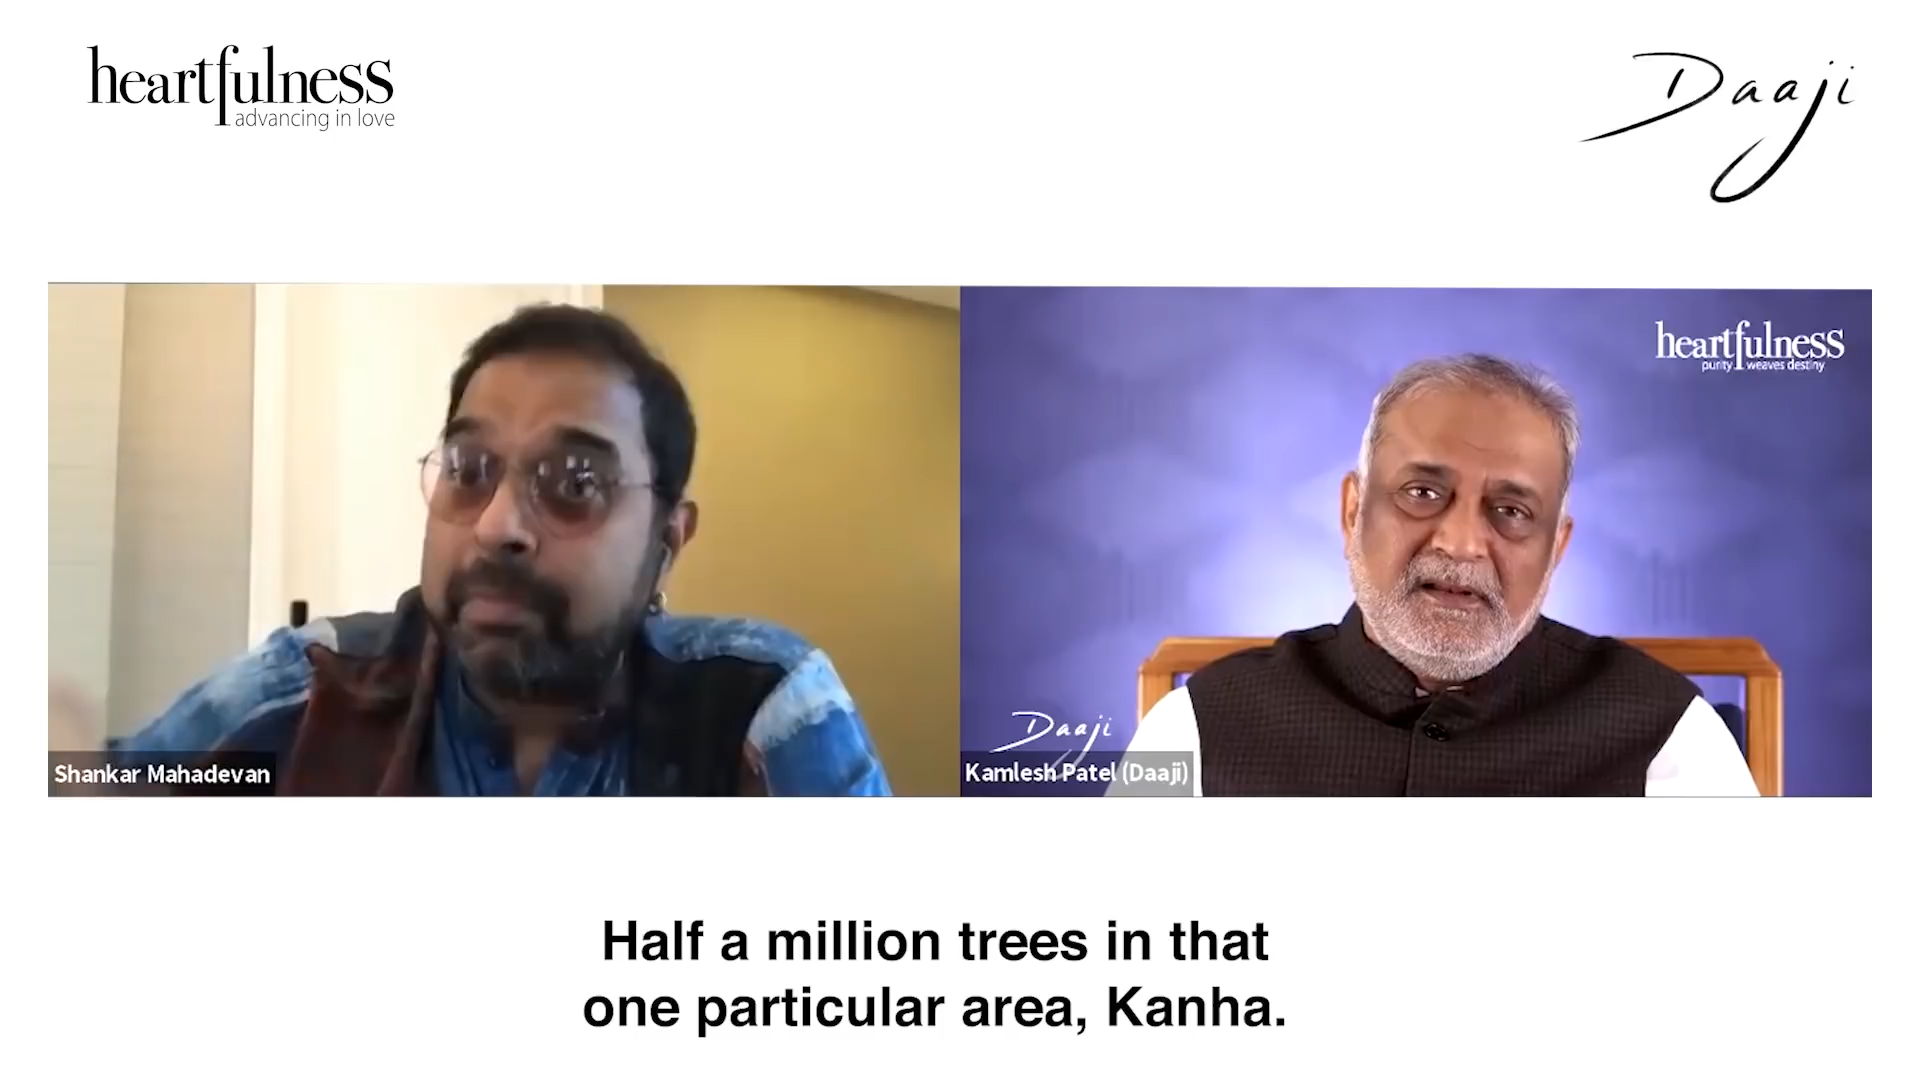 heartfulness
advancing in love
Daaji
heartfulness
purity weaves destiny
Daaji
Shankar Mahadevan
Kamlesh Patel (Daaji)
Half a million trees in that
one particular area, Kanha.